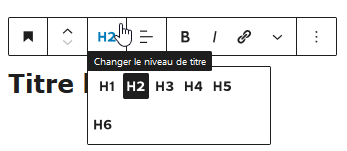 H2 B I
Changer le niveau de titre
Titre
H1 H2 H3 H4 H5
H6